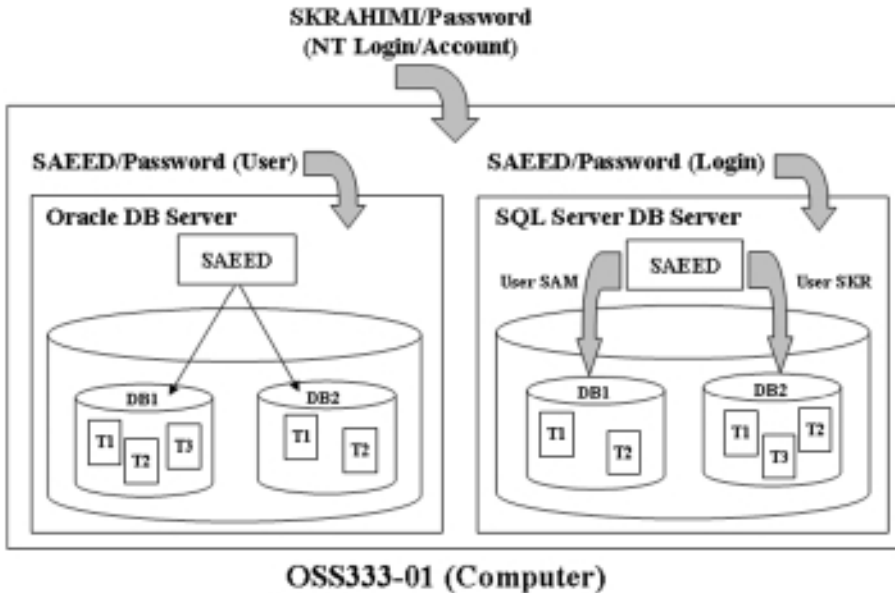 SKRAHIMI/Password
(NT Login/Account)
SAEED/Password (User)
Oracle DB Server
SAEED
DB1
T1
T2
T3
DB2
T1
T2
SAEED/Password (Login)
SQL Server DB Server
User SAM
SAEED
User SKR
DB1
T1
T2
DB2
T1
T3
T2
OSS333-01 (Computer)